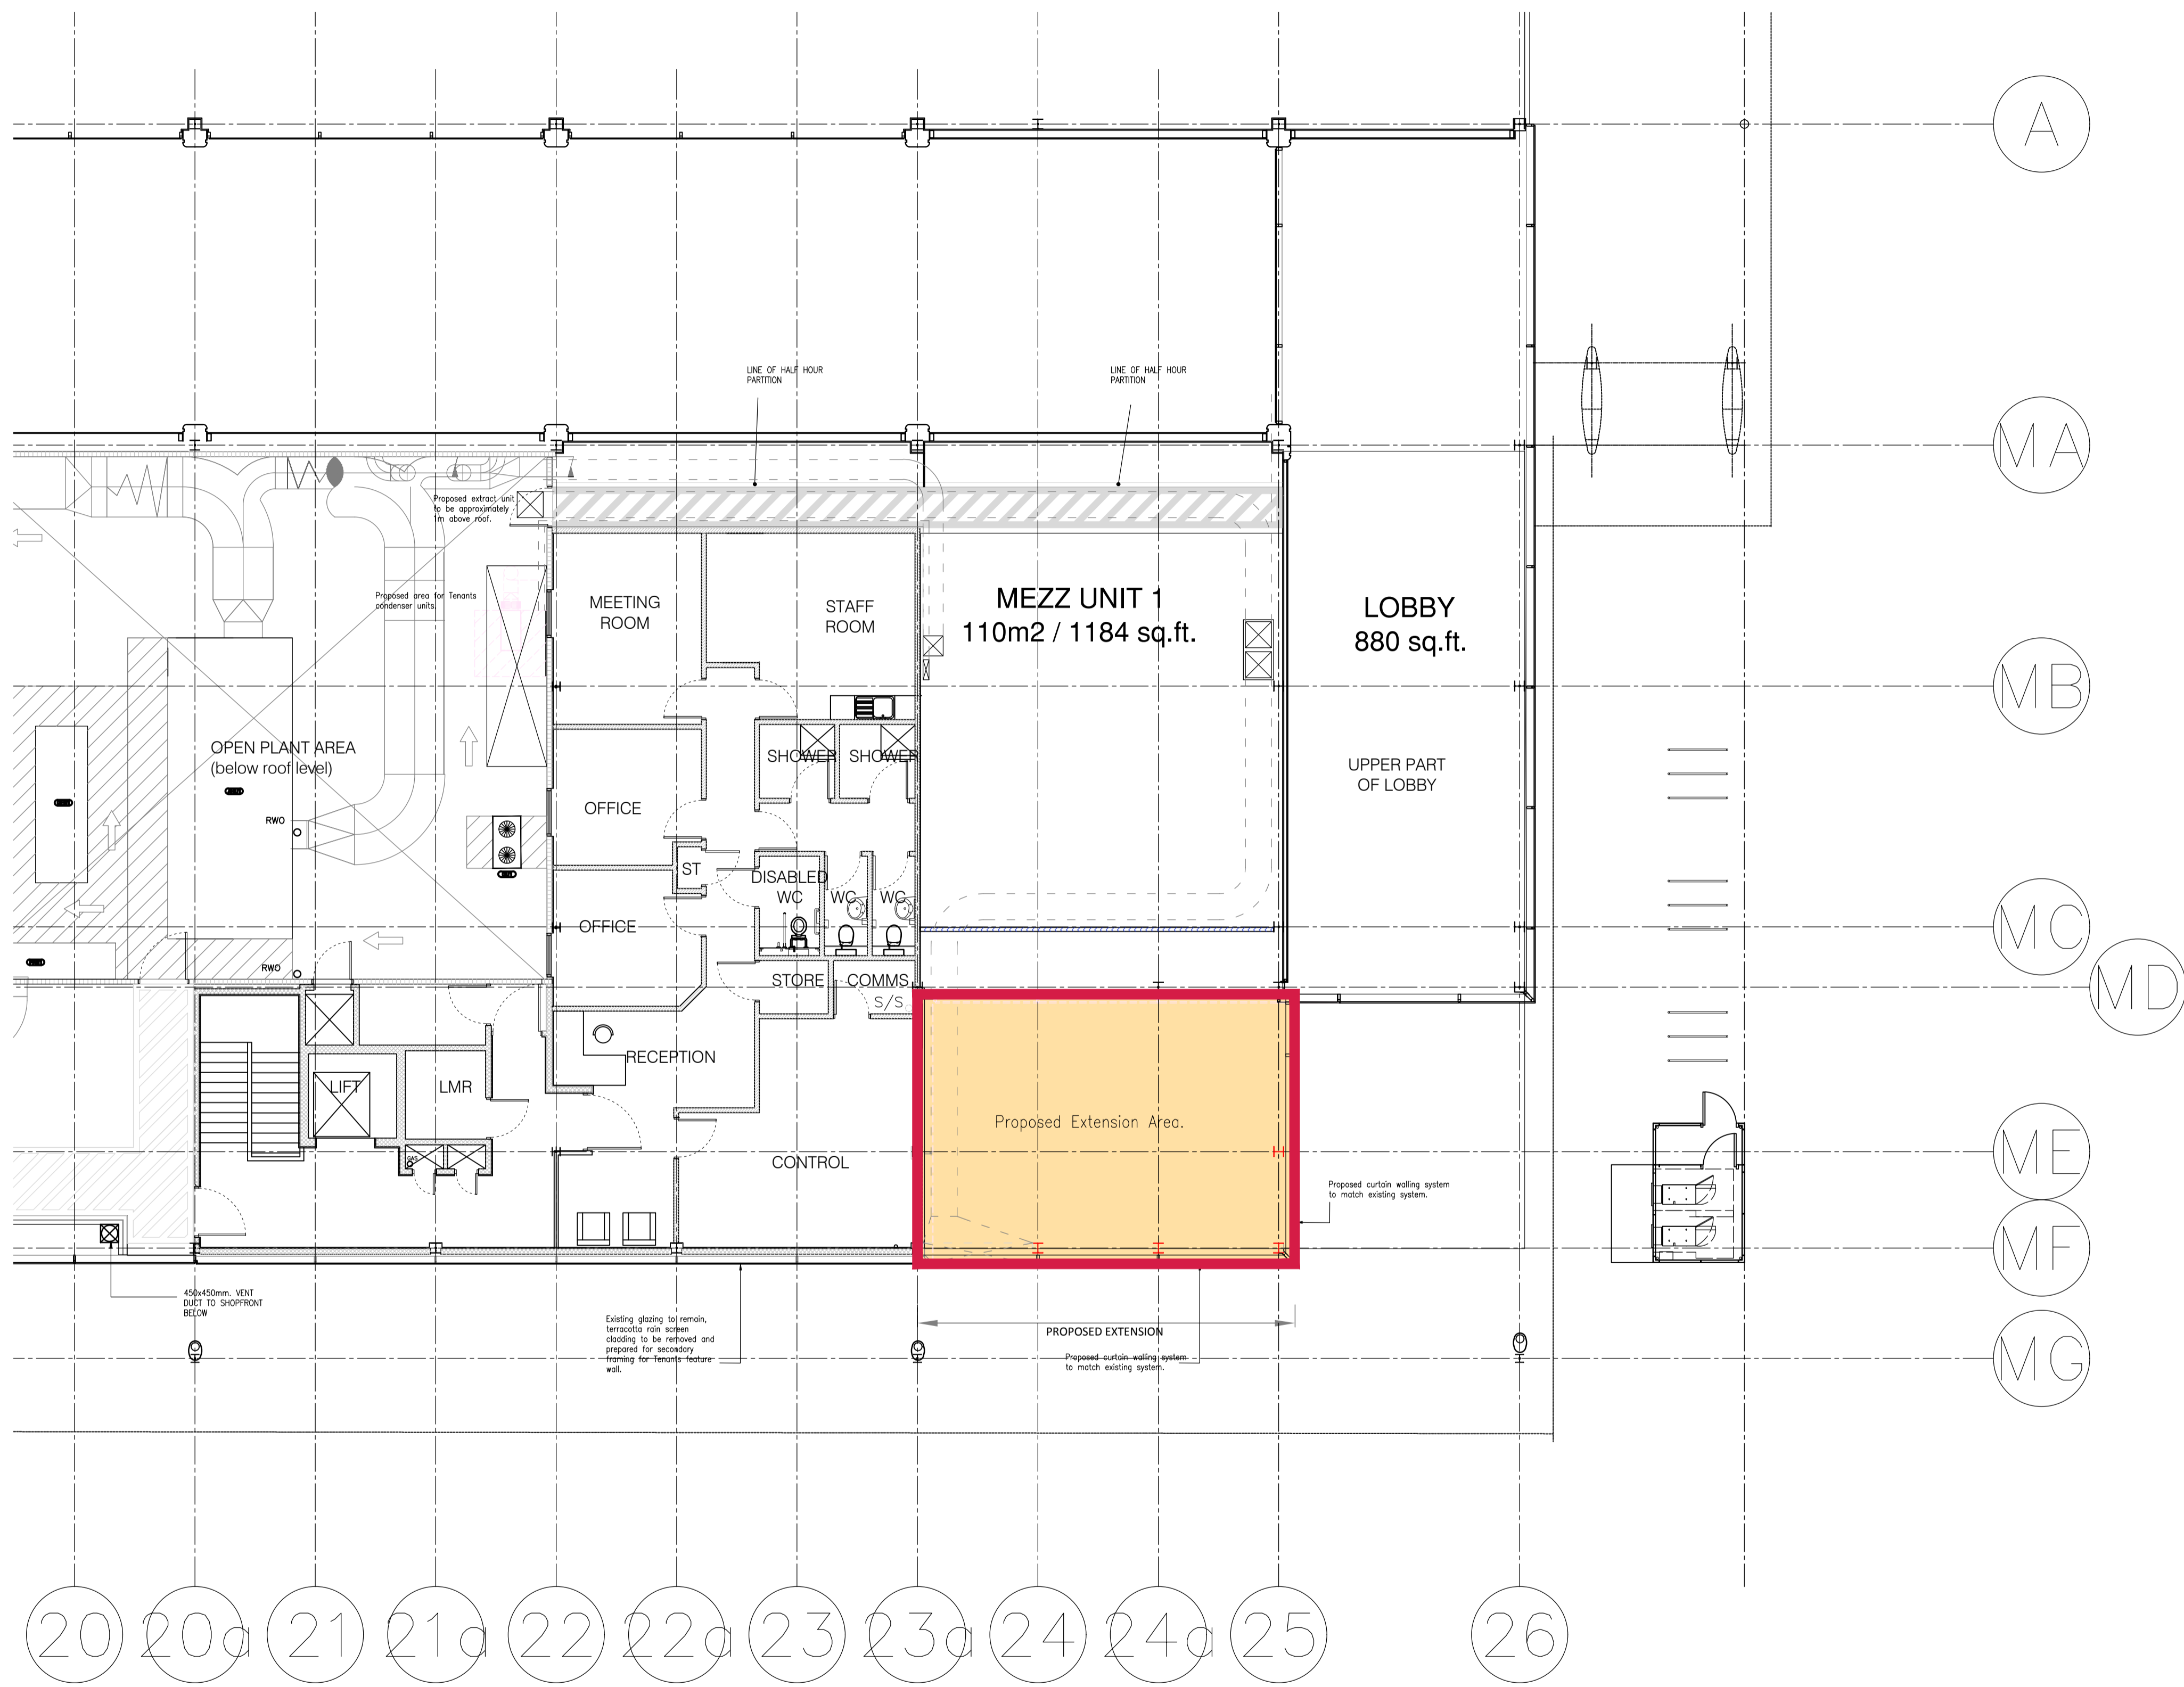 A
LINE OF HALF HOUR
PARTITION
LINE OF HALF HOUR
PARTITION
MA
Proposed extract unit
to be approximately
1m above roof.
Proposed area for Tenants
condenser units.
MEETING
ROOM
STAFF
ROOM
MEZZ UNIT 1
110m2 / 1184 sq.ft.
LOBBY
880 sq.ft.
MB
OPEN PLANT AREA
(below roof level)
SHOWER
SHOWER
UPPER PART
OF LOBBY
RWO
OFFICE
ST
DISABLED
WC
WC
WC
OFFICE
MC
RWO
STORE
COMMS
S/S
MD
RECEPTION
LIFT
LMR
Proposed Extension Area.
GAS
CONTROL
ME
Proposed curtain walling system
to match existing system.
MF
450x450mm. VENT
DUCT TO SHOPFRONT
BELOW
Existing glazing to remain,
terracotta rain screen
cladding to be removed and
prepared for secondary
framing for Tenants feature
wall.
PROPOSED EXTENSION
Proposed curtain walling system
to match existing system.
MG
20
20a
21
21a
22
22a
23
23a
24
24a
25
26